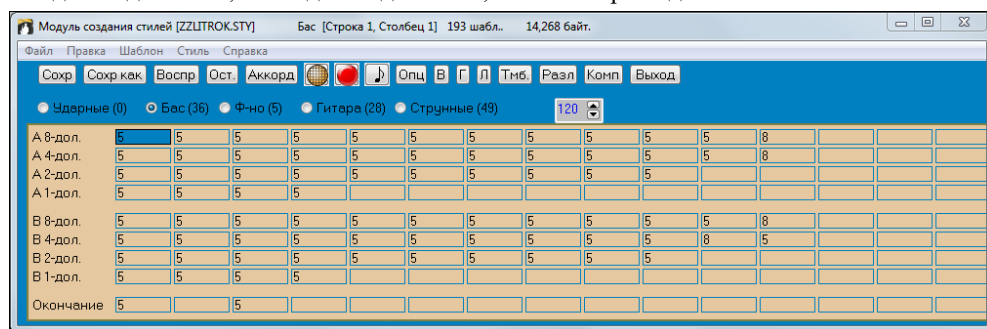 Модуль создания стилей [ZZLITROK.STY] Бас [Строка 1, Столбец 1] 193 шабл.. 14,268 байт.
Файл Правка Шаблон Стиль Справка
Сохр Сохр как Воспр Ост. Аккорд Опц В Г Л Тмб. Разл Комп Выход
Ударные (0) Бас (36) Ф-но (5) Гитара (28) Струнные (49) 120
А 8-дол. 5 5 5 5 5 5 5 5 5 5 5 8
А 4-дол. 5 5 5 5 5 5 5 5 5 5 5 8
А 2-дол. 5 5 5 5 5 5 5 5 5 5
А 1-дол. 5 5 5 5
В 8-дол. 5 5 5 5 5 5 5 5 5 5 5 8
В 4-дол. 5 5 5 5 5 5 5 5 5 5 8 5
В 2-дол. 5 5 5 5 5 5 5 5 5 5
В 1-дол. 5 5 5 5
Окончание 5 5